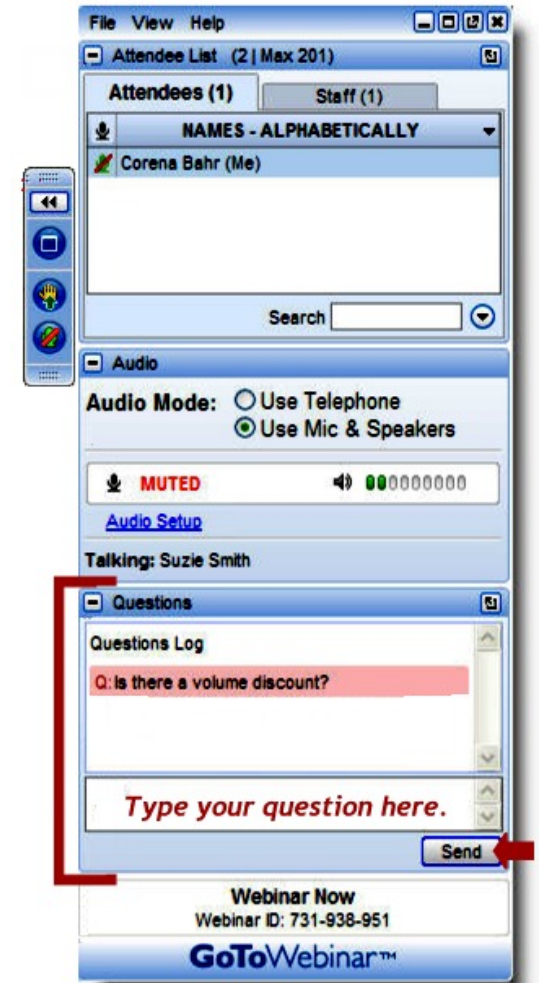 File View Help
Attendee List (2 | Max 201)
Attendees (1) Staff (1)
NAMES - ALPHABETICALLY
Corena Bahr (Me)
Search
Audio
Audio Mode: Use Telephone
Use Mic & Speakers
MUTED
Audio Setup
Talking: Suzie Smith
Questions
Questions Log
Q: Is there a volume discount?
Type your question here.
Send
Webinar Now
Webinar ID: 731-938-951
GoToWebinar™